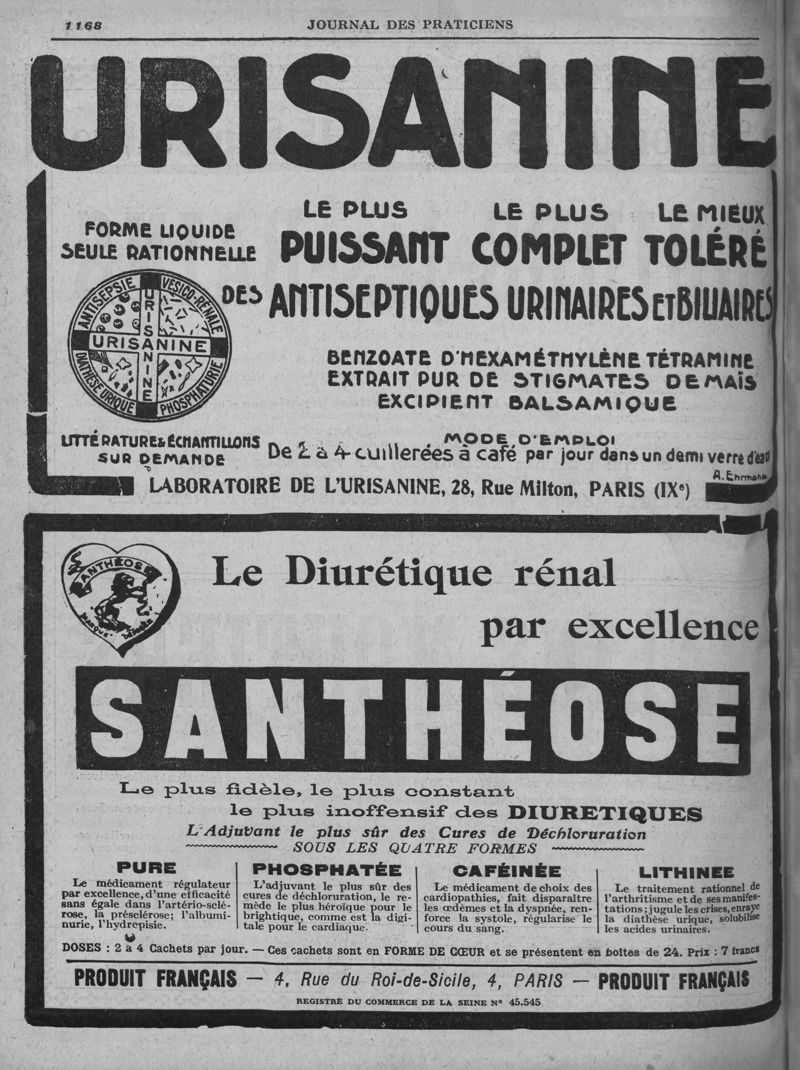 1168
JOURNAL DES PRATICIENS
URISANINE
FORME LIQUIDE
SEULE RATIONNELLE
LE PLUS LE PLUS LE MIEUX
PUISSANT COMPLET TOLÉRÉ
DES ANTISEPTIQUES URINAIRES ET BILIAIRES
ANTISEPSIE VESICO-RÉNALE
URISANINE
URISANINE
DIATHÈSE URIQUE PHOSPHATURIE
BENZOATE D'HEXAMÉTHYLÈNE TÉTRAMINE
EXTRAIT PUR DE STIGMATES DE MAÏS
EXCIPIENT BALSAMIQUE
LITTÉRATURE & ÉCHANTILLONS
SUR DEMANDE
MODE D'EMPLOI
De 2 à 4 cuillerées à café par jour dans un demi verre d'eau
A. Ehrmann
LABORATOIRE DE L'URISANINE, 28, Rue Milton, PARIS (IXe)
SANTHÉOSE
MARQUE DÉPOSÉE
Le Diurétique rénal
par excellence
SANTHÉOSE
Le plus fidèle, le plus constant
le plus inoffensif des DIURETIQUES
L'Adjuvant le plus sûr des Cures de Déchloruration
SOUS LES QUATRE FORMES
PURE
Le médicament régulateur
par excellence, d'une efficacité
sans égale dans l'artério-sclé-
rose, la présclérose; l'albumi-
nurie, l'hydrepisie.
PHOSPHATÉE
L'adjuvant le plus sûr des
cures de déchloruration, le re-
mède le plus héroïque pour le
brightique, comme est la digi-
tale pour le cardiaque.
CAFÉINÉE
Le médicament de choix des
cardiopathies, fait disparaitre
les œdèmes et la dyspnée, ren-
force la systole, régularise le
cours du sang.
LITHINEE
Le traitement rationnel de
l'arthritisme et de ses manifes-
tations; jugule les crises, enraye
la diathèse urique, solubilise
les acides urinaires.
DOSES : 2 à 4 Cachets par jour. — Ces cachets sont en FORME DE CŒUR et se présentent en boîtes de 24. Prix : 7 francs
PRODUIT FRANÇAIS — 4, Rue du Roi-de-Sicile, 4, PARIS — PRODUIT FRANÇAIS
REGISTRE DU COMMERCE DE LA SEINE No 45.545